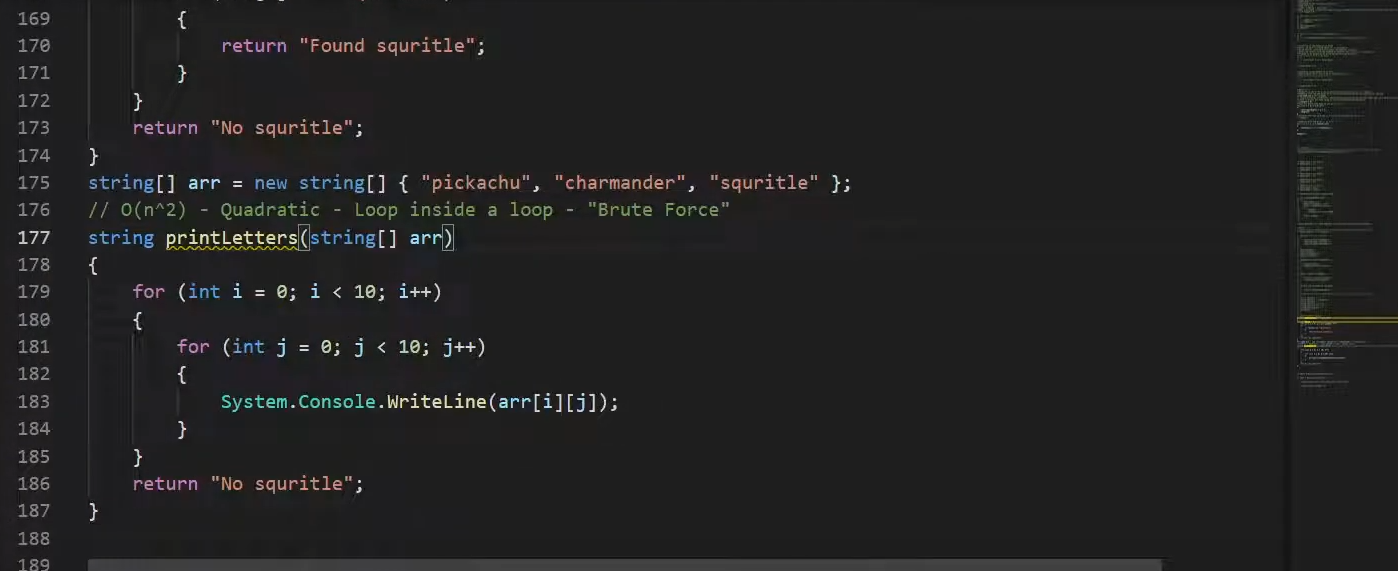 169 {
170 return "Found squritle";
171 }
172 }
173 return "No squritle";
174 }
175 string[] arr = new string[] { "pickachu", "charmander", "squritle" };
176 // O(n^2) - Quadratic - Loop inside a loop - "Brute Force"
177 string printLetters(string[] arr)
178 {
179 for (int i = 0; i < 10; i++)
180 {
181 for (int j = 0; j < 10; j++)
182 {
183 System.Console.WriteLine(arr[i][j]);
184 }
185 }
186 return "No squritle";
187 }
188
189